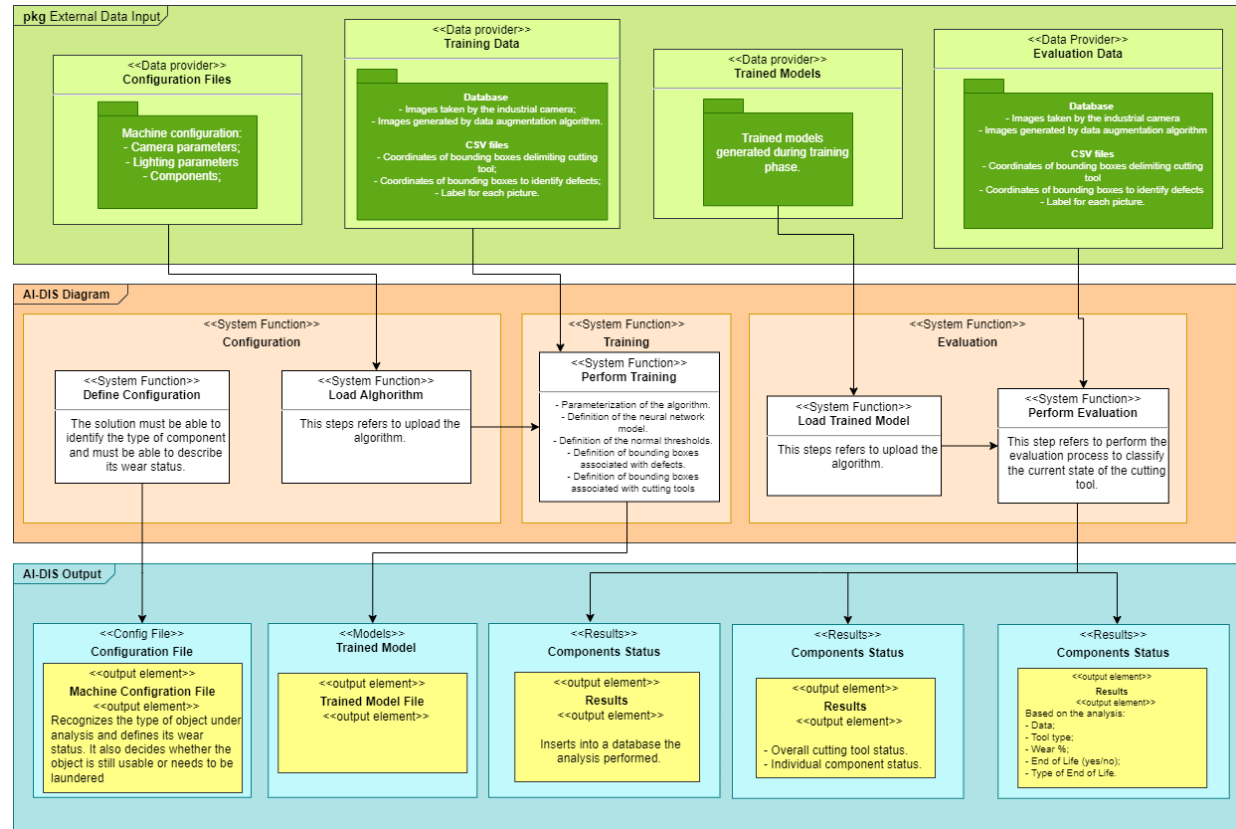 pkg External Data Input
<<Data provider>>
Configuration Files
Machine configuration:
- Camera parameters;
- Lighting parameters
- Components;
<<Data provider>>
Training Data
Database
- Images taken by the industrial camera;
- Images generated by data augmentation algorithm.
CSV files
- Coordinates of bounding boxes delimiting cutting
tool;
- Coordinates of bounding boxes to identify defects;
- Label for each picture.
<<Data provider>>
Trained Models
Trained models
generated during training
phase.
<<Data Provider>>
Evaluation Data
Database
- Images taken by the industrial camera
- Images generated by data augmentation algorithm
CSV files
- Coordinates of bounding boxes delimiting cutting
tool
- Coordinates of bounding boxes to identify defects
- Label for each picture.
AI-DIS Diagram
<<System Function>>
Configuration
<<System Function>>
Define Configuration
The solution must be able to
identify the type of component
and must be able to describe
its wear status.
<<System Function>>
Load Alghorithm
This steps refers to upload the
algorithm.
<<System Function>>
Training
<<System Function>>
Perform Training
- Parameterization of the algorithm.
- Definition of the neural network
model.
- Definition of the normal thresholds.
- Definition of bounding boxes
associated with defects.
- Definition of bounding boxes
associated with cutting tools
<<System Function>>
Evaluation
<<System Function>>
Load Trained Model
This steps refers to upload the
algorithm.
<<System Function>>
Perform Evaluation
This step refers to perform the
evaluation process to classify
the current state of the cutting
tool.
AI-DIS Output
<<Config File>>
Configuration File
<<output element>>
Machine Configration File
<<output element>>
Recognizes the type of object under
analysis and defines its wear
status. It also decides whether the
object is still usable or needs to be
laundered
<<Models>>
Trained Model
<<output element>>
Trained Model File
<<output element>>
<<Results>>
Components Status
<<output element>>
Results
<<output element>>
Inserts into a database the
analysis performed.
<<Results>>
Components Status
<<output element>>
Results
<<output element>>
- Overall cutting tool status.
- Individual component status.
<<Results>>
Components Status
<<output element>>
Results
<<output element>>
Based on the analysis:
- Data;
- Tool type;
- Wear %;
- End of Life (yes/no);
- Type of End of Life.